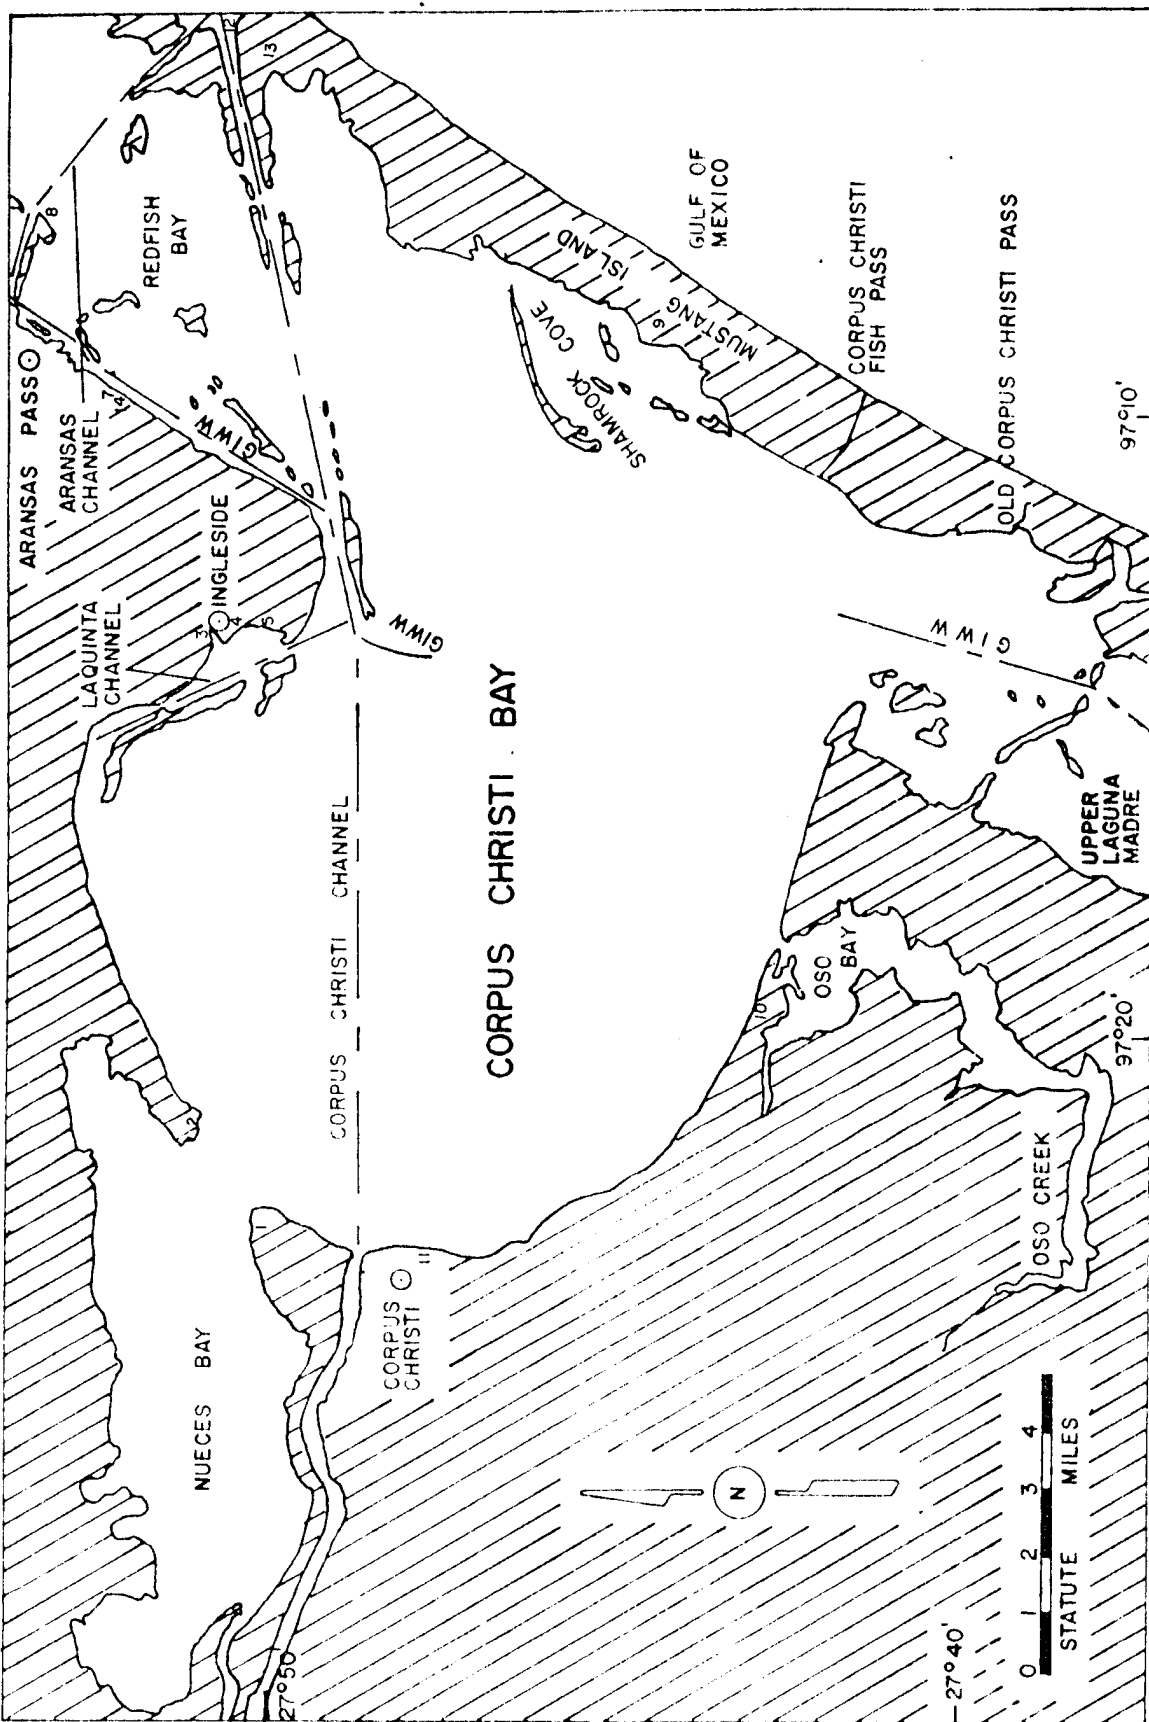 ARANSAS PASS
ARANSAS
CHANNEL
8
REDFISH
BAY
12
13
7
14
GIWW
INGLESIDE
3
4
5
LAQUINTA
CHANNEL
GIWW
GULF OF
MEXICO
MUSTANG
ISLAND
9
SHAMROCK COVE
CORPUS CHRISTI
FISH PASS
OLD CORPUS CHRISTI PASS
97°10'
GIWW
CORPUS CHRISTI BAY
CORPUS CHRISTI CHANNEL
UPPER
LAGUNA
MADRE
OSO
BAY
10
97°20'
OSO CREEK
2
1
NUECES BAY
CORPUS
CHRISTI
11
N
27°50'
27°40'
0 1 2 3 4
STATUTE MILES